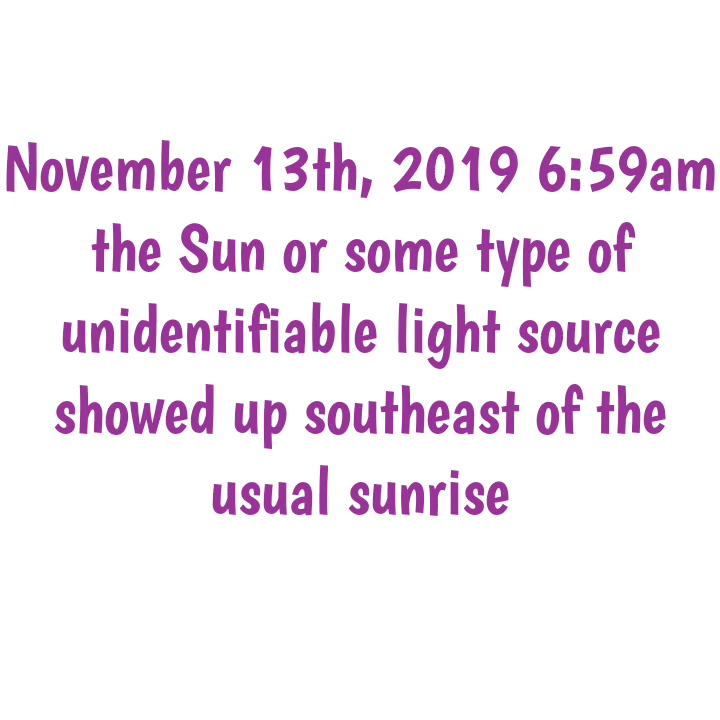 November 13th, 2019 6:59am
the Sun or some type of
unidentifiable light source
showed up southeast of the
usual sunrise